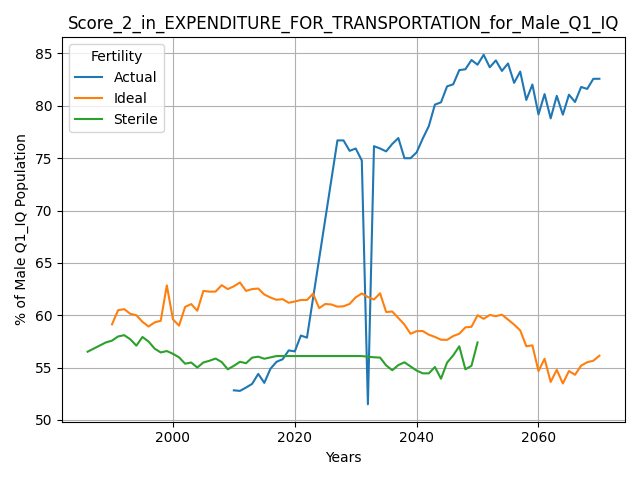 Score_2_in_EXPENDITURE_FOR_TRANSPORTATION_for_Male_Q1_IQ
Fertility
Actual
Ideal
Sterile
% of Male Q1_IQ Population
85
80
75
70
65
60
55
50
2000
2020
2040
2060
Years